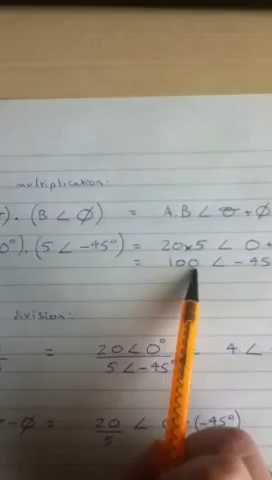 multiplication:
). (B ∠ ϕ) = A.B ∠ σ + ϕ
0°). (5 ∠ -45°) = 20×5 ∠ 0 +
= 100 ∠ -45
division:
= 20∠0° / 5∠-45° = 4∠
-ϕ = 20/5 ∠ (-45°)